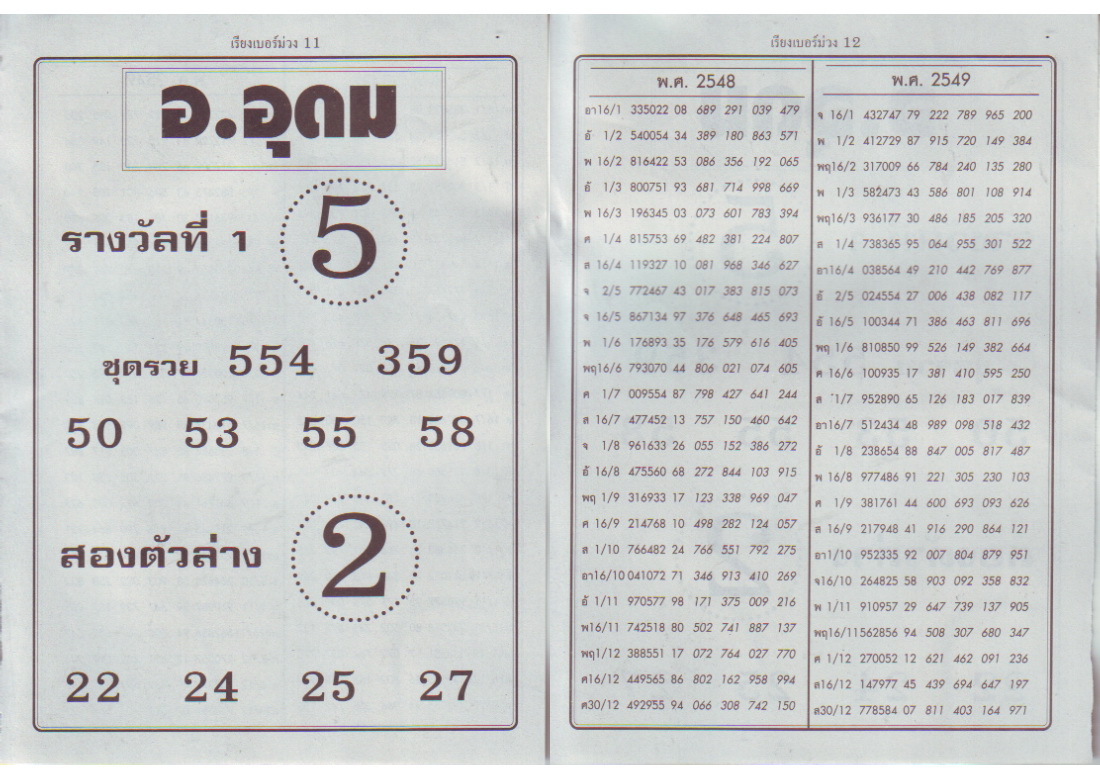 เรียงเบอร์ม่วง 11
อ.อุดม
รางวัลที่ 1 5
ชุดรวย 554 359
50 53 55 58
สองตัวล่าง 2
22 24 25 27
เรียงเบอร์ม่วง 12
พ.ศ. 2548
อา16/1 335022 08 689 291 039 479
อ้ 1/2 540054 34 389 180 863 571
พ 16/2 816422 53 086 356 192 065
อ้ 1/3 800751 93 681 714 998 669
พ 16/3 196345 03 073 601 783 394
ศ 1/4 815753 69 482 381 224 807
ส 16/4 119327 10 081 968 346 627
จ 2/5 772467 43 017 383 815 073
จ 16/5 867134 97 376 648 465 693
พ 1/6 176893 35 176 579 616 405
พฤ16/6 793070 44 806 021 074 605
ศ 1/7 009554 87 798 427 641 244
ส 16/7 477452 13 757 150 460 442
จ 1/8 961633 26 055 152 386 272
อ้ 16/8 475560 68 272 844 103 915
พฤ 1/9 316933 17 123 338 969 047
ศ 16/9 214768 10 498 282 124 057
ส 1/10 766482 24 766 551 792 275
อา16/10 041072 71 346 913 410 269
อ้ 1/11 970577 98 171 375 009 216
พ16/11 742518 80 502 741 887 137
พฤ1/12 388551 17 072 764 027 770
ศ16/12 449565 86 802 162 958 994
ศ30/12 492955 94 066 308 742 150
พ.ศ. 2549
จ 16/1 432747 79 222 789 965 200
พ 1/2 412729 87 915 720 149 384
พฤ16/2 317009 66 784 240 135 280
พ 1/3 582473 43 586 801 108 914
พฤ16/3 936177 30 486 185 205 320
ส 1/4 738365 95 064 955 301 522
อา16/4 038564 49 210 442 769 877
อ้ 2/5 024554 27 006 438 082 117
อ้ 16/5 100344 71 386 463 811 696
พฤ 1/6 810850 99 526 149 382 664
ศ 16/6 100935 17 381 410 595 250
ส 1/7 952890 65 126 183 017 839
อา16/7 512434 48 989 098 518 432
อ้ 1/8 238654 88 847 005 817 487
พ 16/8 977486 91 221 305 230 103
ศ 1/9 381761 44 600 693 093 626
ส 16/9 217948 41 916 290 864 121
อา1/10 952335 92 007 804 879 951
จ16/10 264825 58 903 092 358 832
พ 1/11 910957 29 647 739 137 905
พฤ16/11 562856 94 508 307 680 347
ศ 1/12 270052 12 621 462 091 236
ส16/12 147977 45 439 694 647 197
ส30/12 778584 07 811 403 164 971